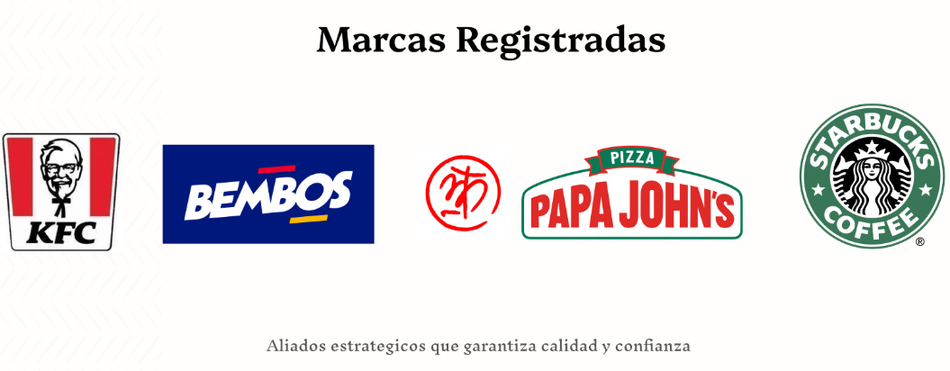 Marcas Registradas
KFC
BEMBOS
PIZZA
PAPA JOHN'S
STARBUCKS
COFFEE
®
Aliados estrategicos que garantiza calidad y confianza